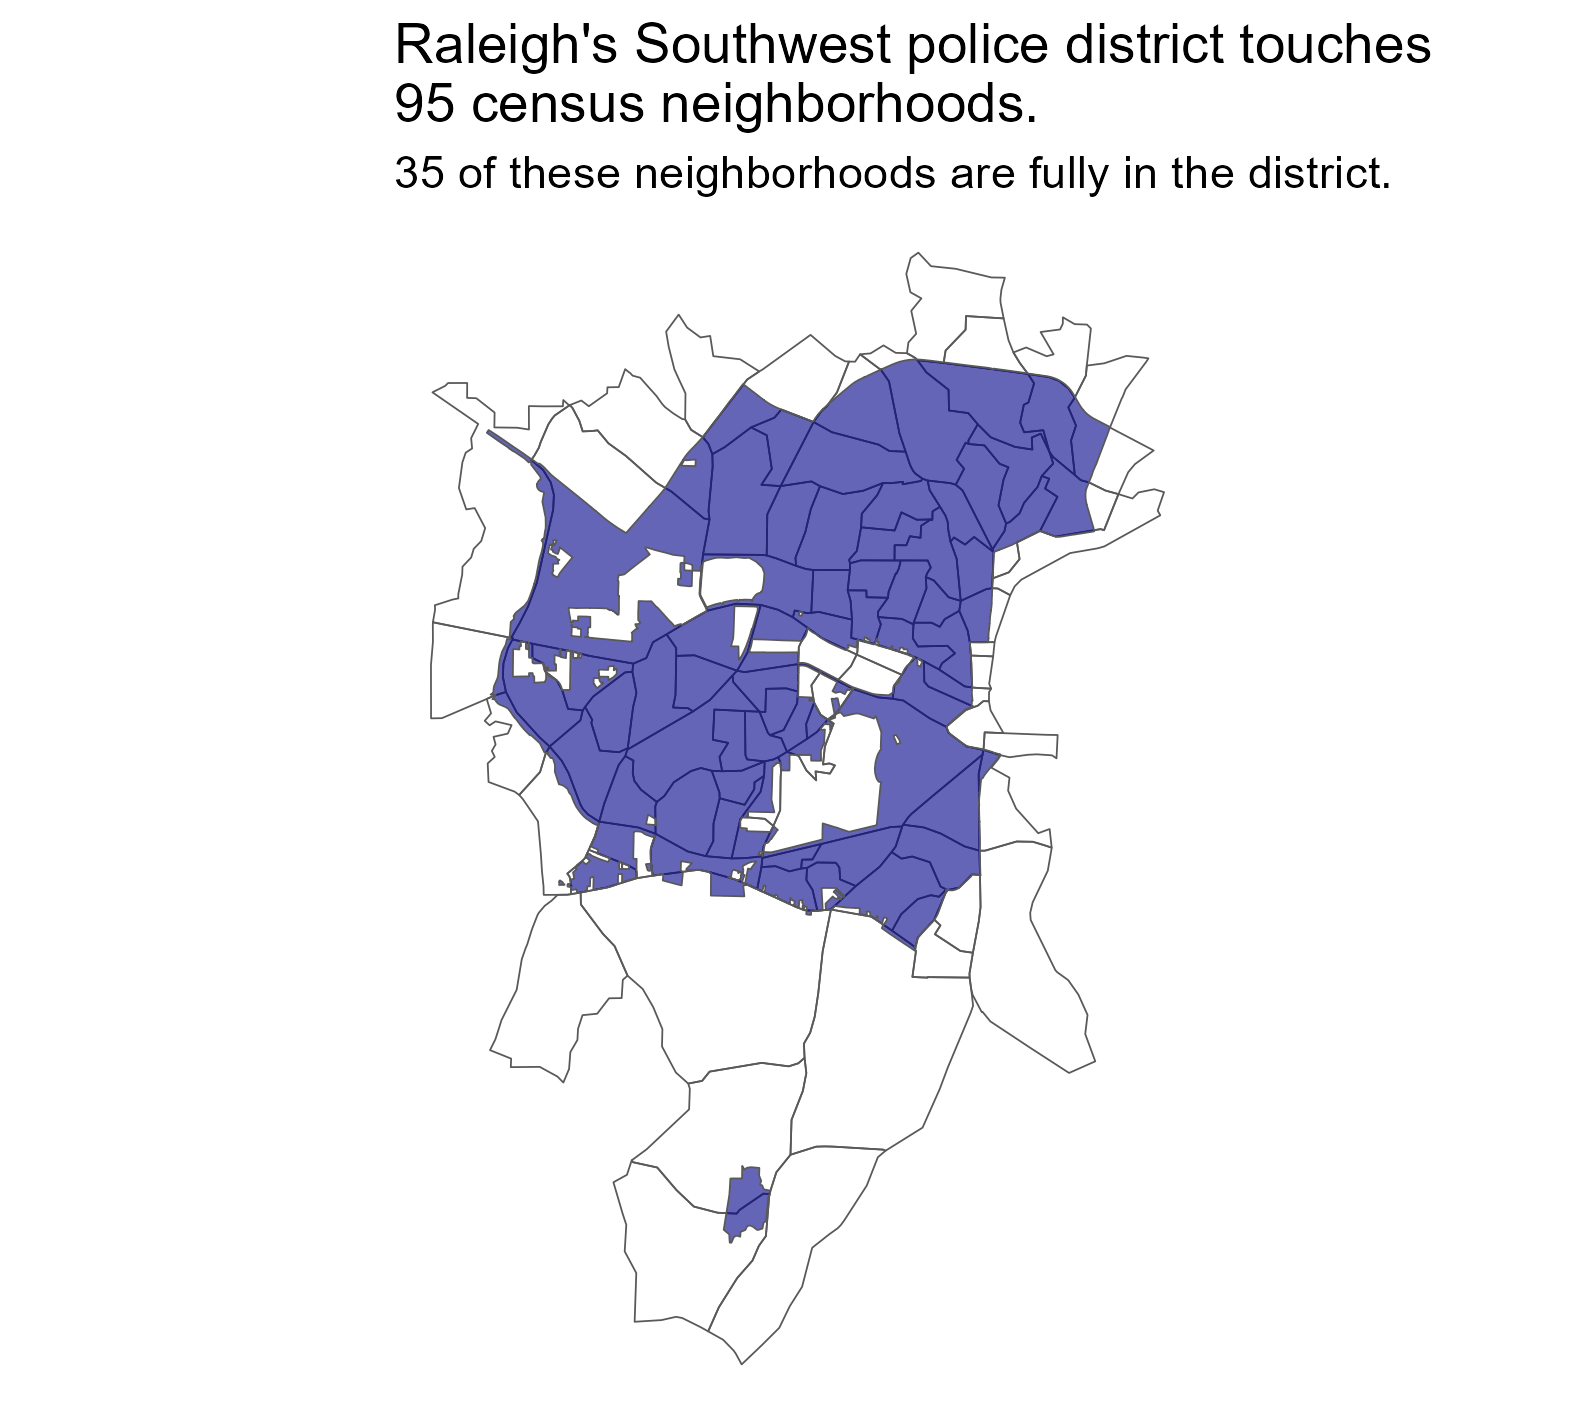 Raleigh's Southwest police district touches
95 census neighborhoods.
35 of these neighborhoods are fully in the district.